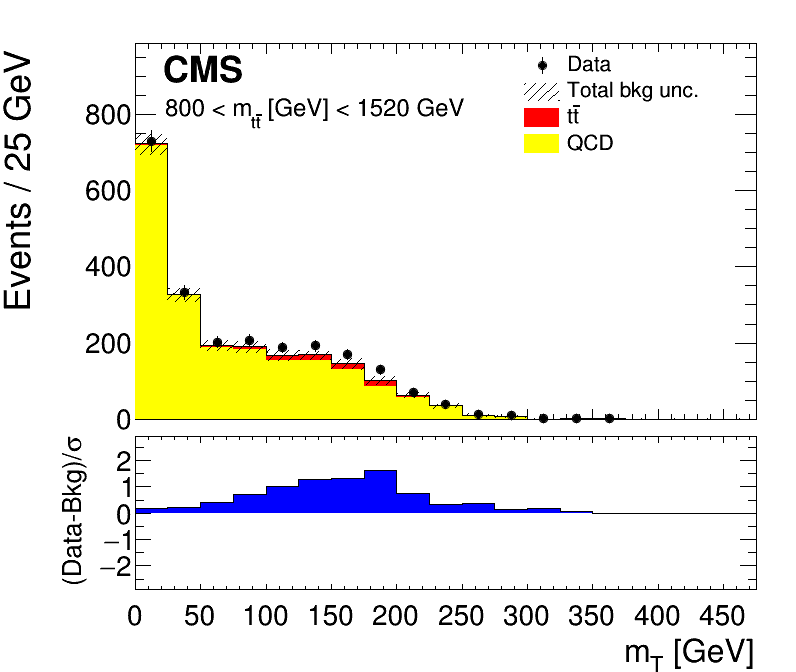 CMS
800 < m_tt̄ [GeV] < 1520 GeV
Data
Total bkg unc.
tt̄
QCD
Events / 25 GeV
800
600
400
200
0
(Data-Bkg)/σ
2
1
0
−1
−2
0 50 100 150 200 250 300 350 400 450
m_T [GeV]